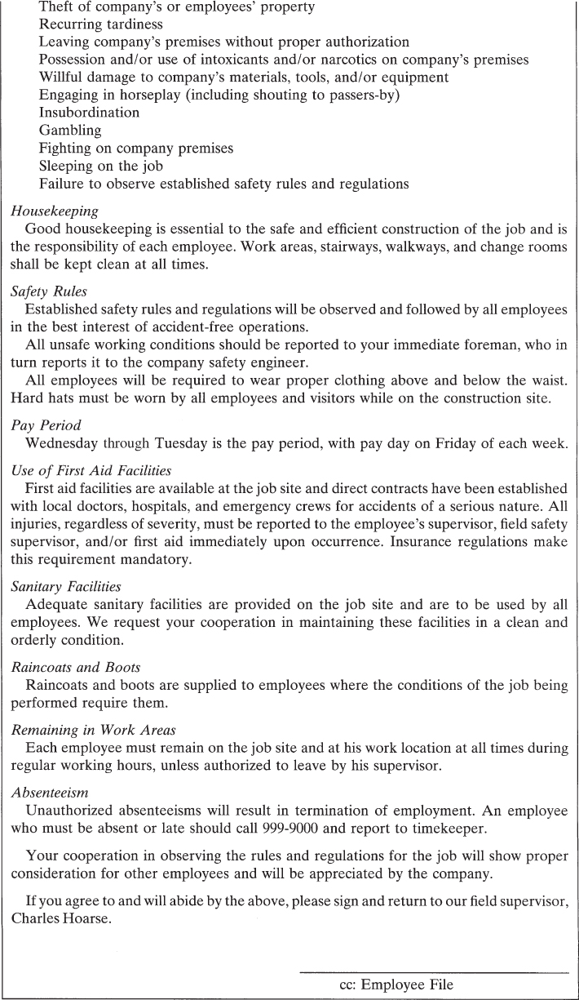 Theft of company's or employees' property
Recurring tardiness
Leaving company's premises without proper authorization
Possession and/or use of intoxicants and/or narcotics on company's premises
Willful damage to company's materials, tools, and/or equipment
Engaging in horseplay (including shouting to passers-by)
Insubordination
Gambling
Fighting on company premises
Sleeping on the job
Failure to observe established safety rules and regulations
Housekeeping
Good housekeeping is essential to the safe and efficient construction of the job and is
the responsibility of each employee. Work areas, stairways, walkways, and change rooms
shall be kept clean at all times.
Safety Rules
Established safety rules and regulations will be observed and followed by all employees
in the best interest of accident-free operations.
All unsafe working conditions should be reported to your immediate foreman, who in
turn reports it to the company safety engineer.
All employees will be required to wear proper clothing above and below the waist.
Hard hats must be worn by all employees and visitors while on the construction site.
Pay Period
Wednesday through Tuesday is the pay period, with pay day on Friday of each week.
Use of First Aid Facilities
First aid facilities are available at the job site and direct contracts have been established
with local doctors, hospitals, and emergency crews for accidents of a serious nature. All
injuries, regardless of severity, must be reported to the employee's supervisor, field safety
supervisor, and/or first aid immediately upon occurrence. Insurance regulations make
this requirement mandatory.
Sanitary Facilities
Adequate sanitary facilities are provided on the job site and are to be used by all
employees. We request your cooperation in maintaining these facilities in a clean and
orderly condition.
Raincoats and Boots
Raincoats and boots are supplied to employees where the conditions of the job being
performed require them.
Remaining in Work Areas
Each employee must remain on the job site and at his work location at all times during
regular working hours, unless authorized to leave by his supervisor.
Absenteeism
Unauthorized absenteeisms will result in termination of employment. An employee
who must be absent or late should call 999-9000 and report to timekeeper.
Your cooperation in observing the rules and regulations for the job will show proper
consideration for other employees and will be appreciated by the company.
If you agree to and will abide by the above, please sign and return to our field supervisor,
Charles Hoarse.
cc: Employee File